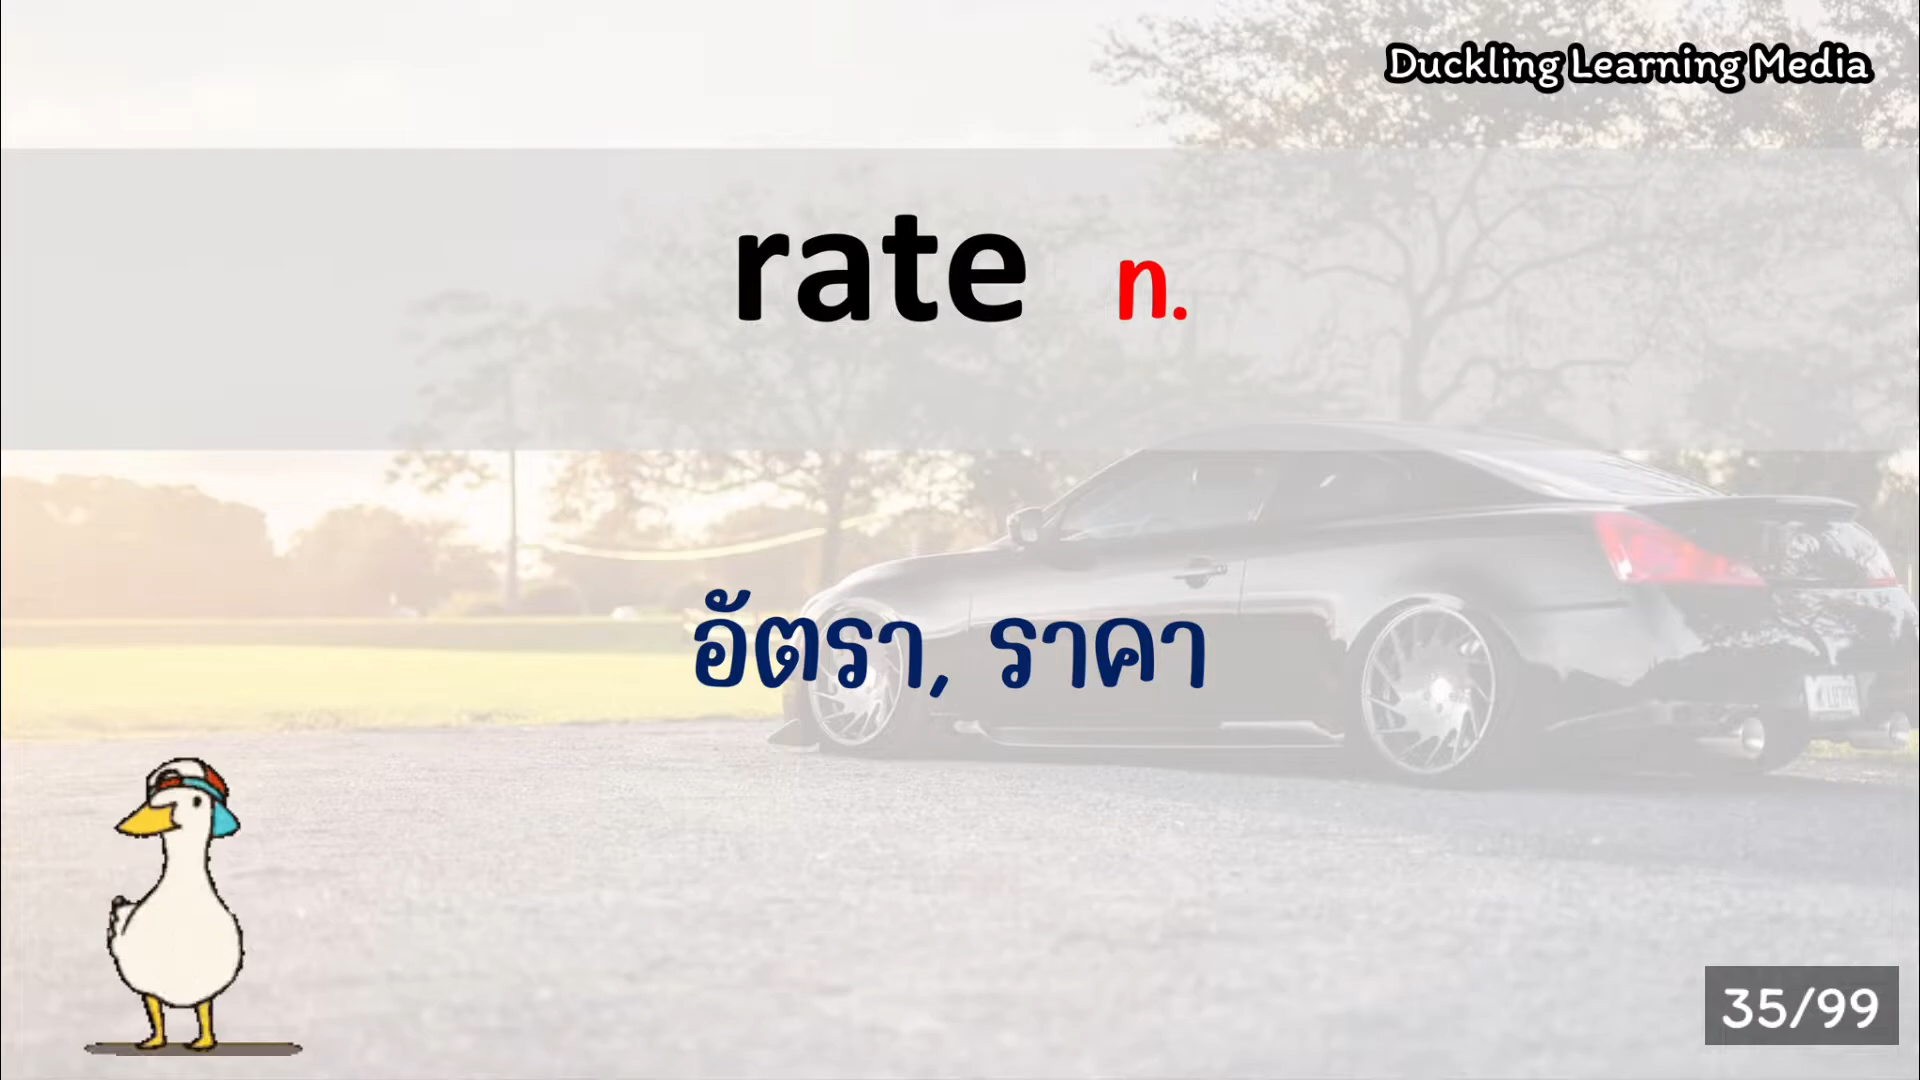 Duckling Learning Media
rate n.
อัตรา, ราคา
35/99